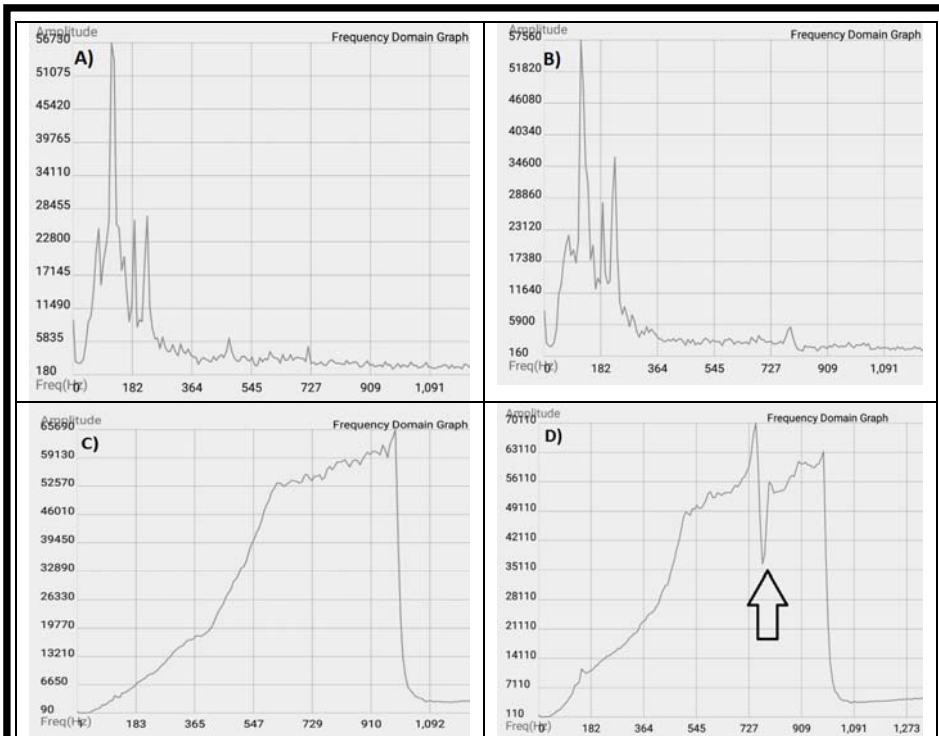 Amplitude
Frequency Domain Graph
A)
56730
51075
45420
39765
34110
28455
22800
17145
11490
5835
180
Freq(Hz)
0 182 364 545 727 909 1,091
Amplitude
Frequency Domain Graph
B)
57560
51820
46080
40340
34600
28860
23120
17380
11640
5900
160
Freq(Hz)
0 182 364 545 727 909 1,091
Amplitude
Frequency Domain Graph
C)
65690
59130
52570
46010
39450
32890
26330
19770
13210
6650
90
Freq(Hz)
183 365 547 729 910 1,092
Amplitude
Frequency Domain Graph
D)
70110
63110
56110
49110
42110
35110
28110
21110
14110
7110
110
Freq(Hz)
0 182 364 545 727 909 1,091 1,273